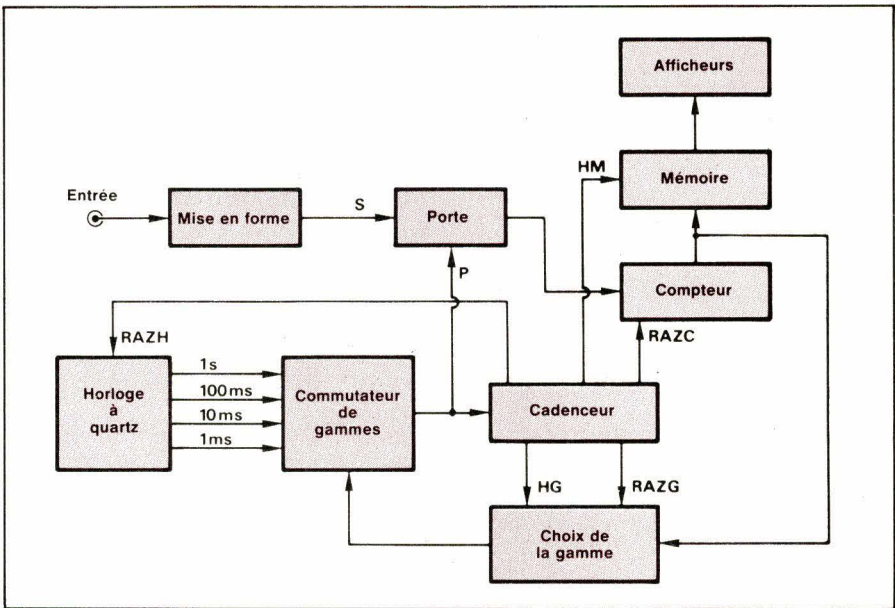 Afficheurs
HM
Mémoire
Entrée
Mise en forme
S
Porte
P
Compteur
RAZH
RAZC
Horloge
à
quartz
1s
100ms
10ms
1ms
Commutateur
de
gammes
Cadenceur
HG
RAZG
Choix de
la gamme